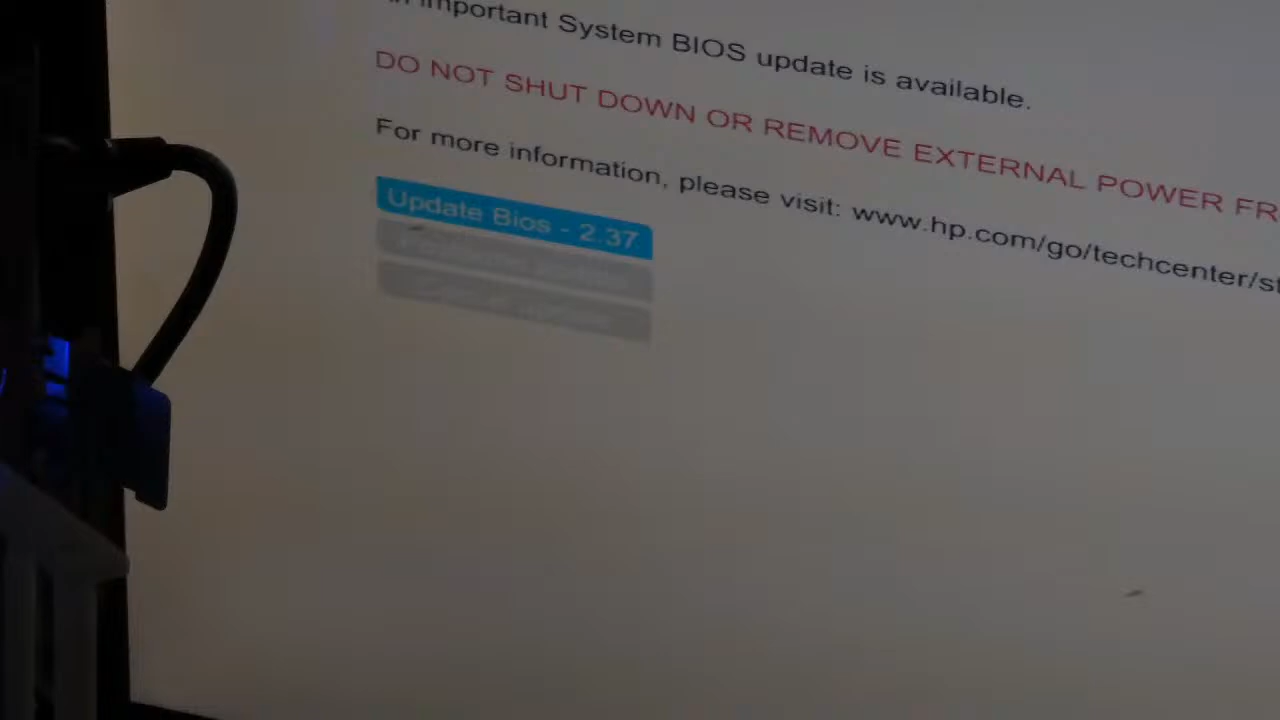 important System BIOS update is available.
DO NOT SHUT DOWN OR REMOVE EXTERNAL POWER FR
For more information, please visit: www.hp.com/go/techcenter/s
Update Bios - 2.37